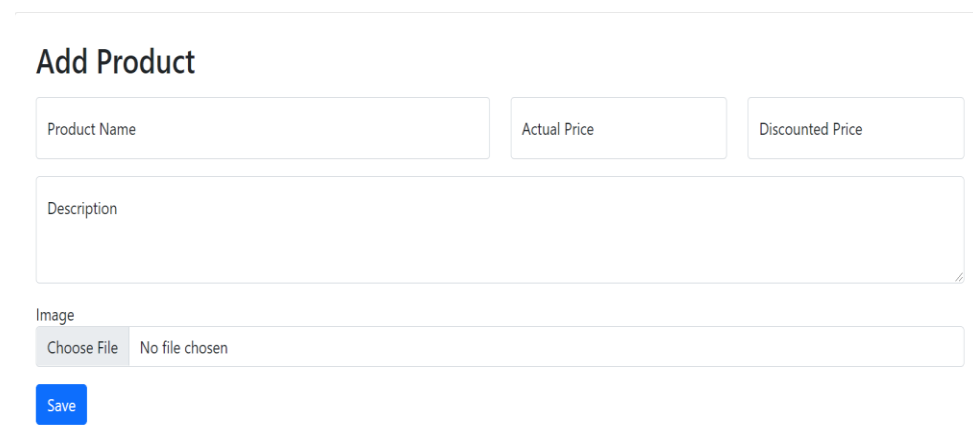 Add Product
Product Name Actual Price Discounted Price
Description
Image
Choose File No file chosen
Save